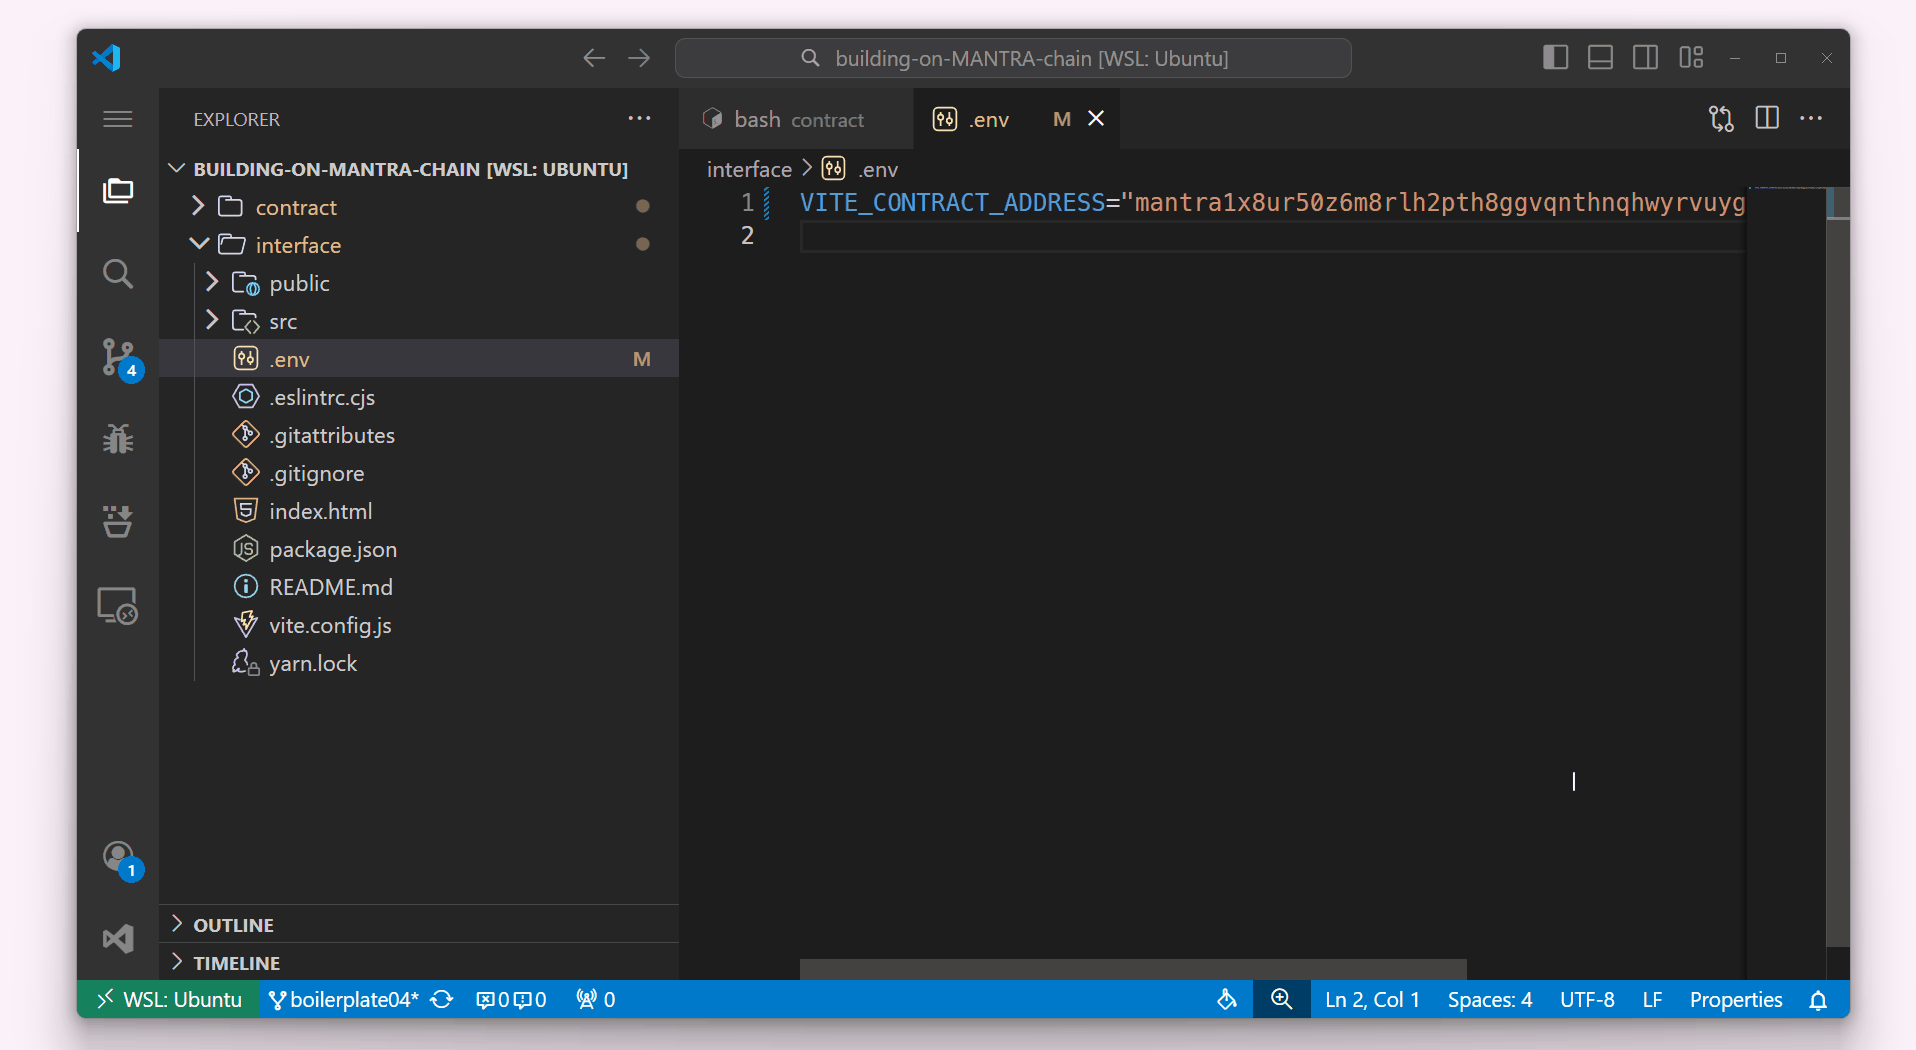 building-on-MANTRA-chain [WSL: Ubuntu]
EXPLORER
BUILDING-ON-MANTRA-CHAIN [WSL: UBUNTU]
contract
interface
public
src
.env M
.eslintrc.cjs
.gitattributes
.gitignore
index.html
package.json
README.md
vite.config.js
yarn.lock
OUTLINE
TIMELINE
4
1
bash contract
.env M
interface > .env
1 VITE_CONTRACT_ADDRESS="mantra1x8ur50z6m8rlh2pth8ggvqnthnqhwyrvuyg
2
WSL: Ubuntu boilerplate04* 0 0 0 Ln 2, Col 1 Spaces: 4 UTF-8 LF Properties